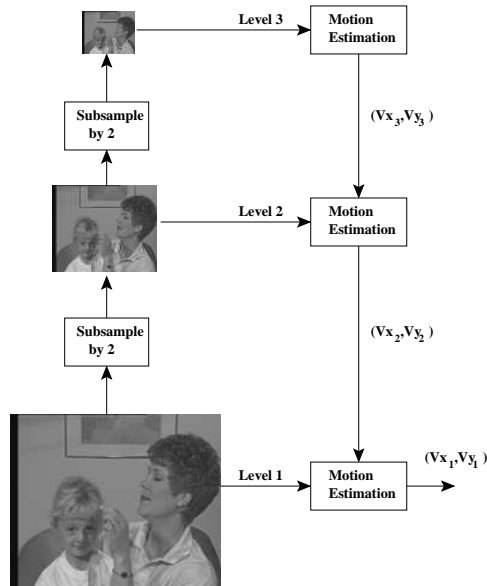 Level 3
Motion
Estimation
Subsample
by 2
(Vx3,Vy3 )
Level 2
Motion
Estimation
Subsample
by 2
(Vx2,Vy2 )
Level 1
Motion
Estimation
(Vx1,Vy1)